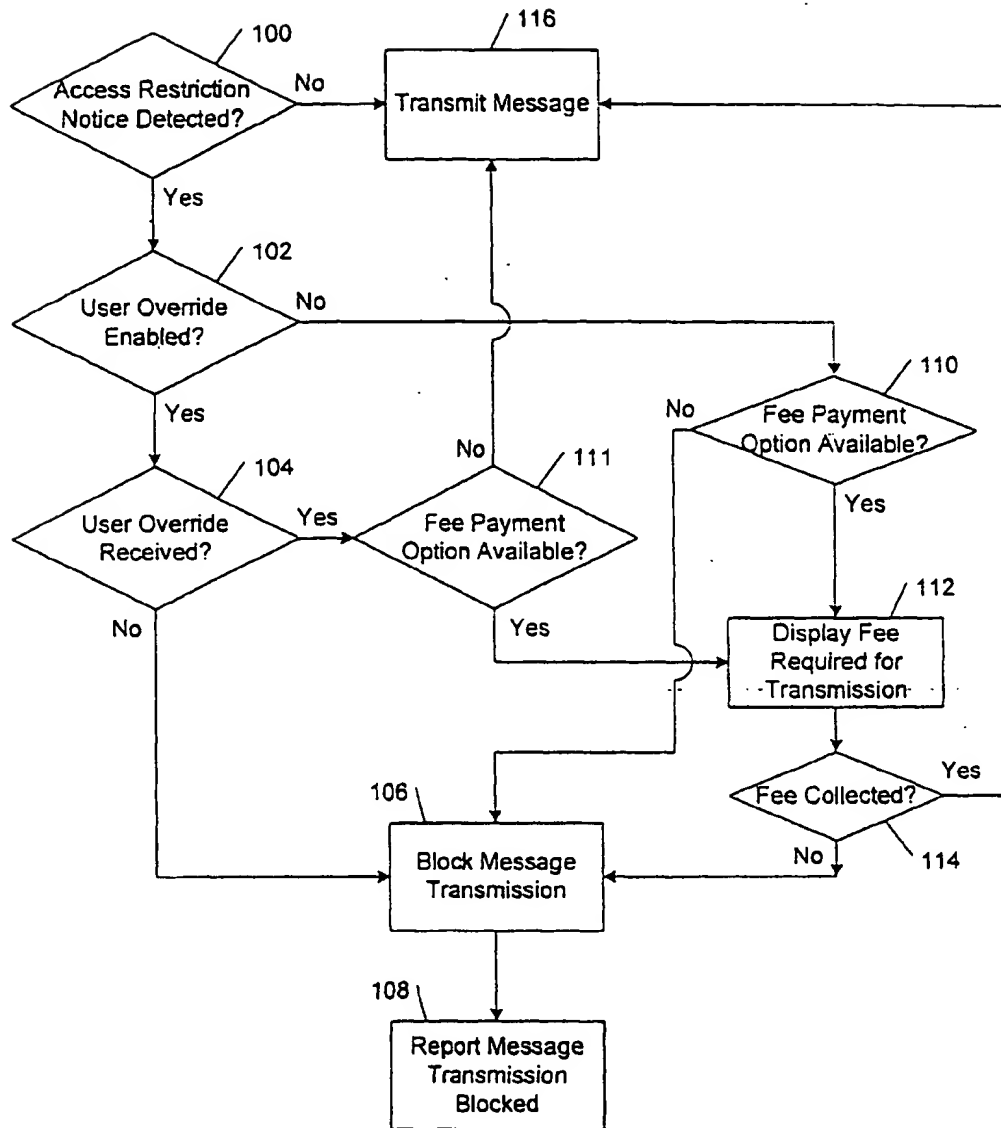 100
116
Access Restriction
Notice Detected?
No
Transmit Message
Yes
102
User Override
Enabled?
No
110
Fee Payment
Option Available?
No
Yes
Yes
104
User Override
Received?
Yes
No
111
Fee Payment
Option Available?
No
Yes
112
Display Fee
Required for
Transmission
Fee Collected?
Yes
114
No
106
Block Message
Transmission
108
Report Message
Transmission
Blocked